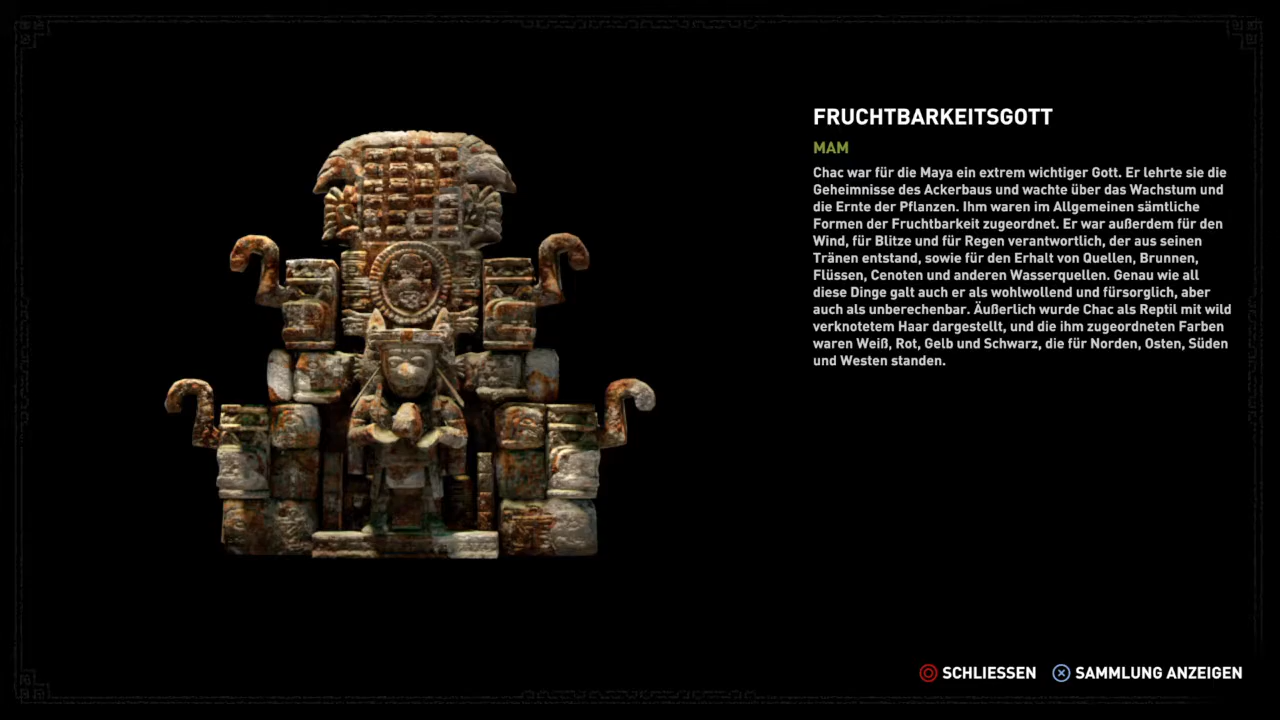 FRUCHTBARKEITSGOTT
MAM
Chac war für die Maya ein extrem wichtiger Gott. Er lehrte sie die
Geheimnisse des Ackerbaus und wachte über das Wachstum und
die Ernte der Pflanzen. Ihm waren im Allgemeinen sämtliche
Formen der Fruchtbarkeit zugeordnet. Er war außerdem für den
Wind, für Blitze und für Regen verantwortlich, der aus seinen
Tränen entstand, sowie für den Erhalt von Quellen, Brunnen,
Flüssen, Cenoten und anderen Wasserquellen. Genau wie all
diese Dinge galt auch er als wohlwollend und fürsorglich, aber
auch als unberechenbar. Äußerlich wurde Chac als Reptil mit wild
verknotetem Haar dargestellt, und die ihm zugeordneten Farben
waren Weiß, Rot, Gelb und Schwarz, die für Norden, Osten, Süden
und Westen standen.
SCHLIESSEN SAMMLUNG ANZEIGEN